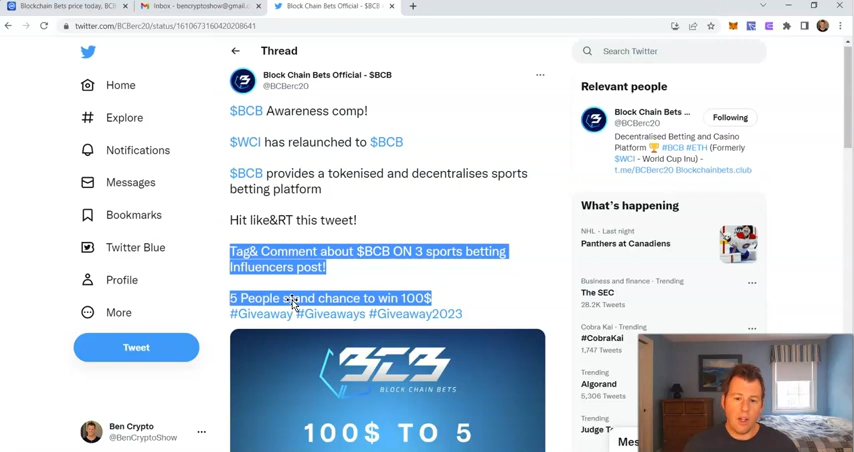 Blockchain Bets price today, BCB
Inbox - bencryptoshow@gmail.c
Block Chain Bets Official - $BCB
twitter.com/BCBerc20/status/1610673160420208641
Home
Explore
Notifications
Messages
Bookmarks
Twitter Blue
Profile
More
Tweet
Ben Crypto
@BenCryptoShow
Thread
Block Chain Bets Official - $BCB
@BCBerc20
$BCB Awareness comp!
$WCI has relaunched to $BCB
$BCB provides a tokenised and decentralises sports
betting platform
Hit like&RT this tweet!
Tag& Comment about $BCB ON 3 sports betting
Influencers post!
5 People stand chance to win 100$
#Giveaway #Giveaways #Giveaway2023
BCB
BLOCK CHAIN BETS
100$ TO 5
Search Twitter
Relevant people
Block Chain Bets ...
@BCBerc20
Following
Decentralised Betting and Casino
Platform 🏆 #BCB #ETH (Formerly
$WCI - World Cup Inu) -
t.me/BCBerc20 Blockchainbets.club
What's happening
NHL · Last night
Panthers at Canadiens
Business and finance · Trending
The SEC
28.2K Tweets
Cobra Kai · Trending
#CobraKai
1,747 Tweets
Trending
Algorand
5,306 Tweets
Trending
Judge
Mes